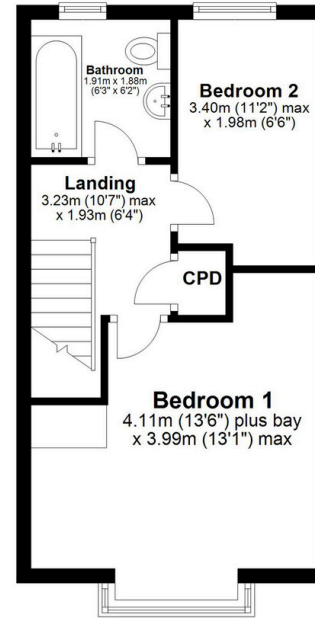 Bathroom
1.91m x 1.88m
(6'3" x 6'2")
Bedroom 2
3.40m (11'2") max
x 1.98m (6'6")
Landing
3.23m (10'7") max
x 1.93m (6'4")
CPD
Bedroom 1
4.11m (13'6") plus bay
x 3.99m (13'1") max